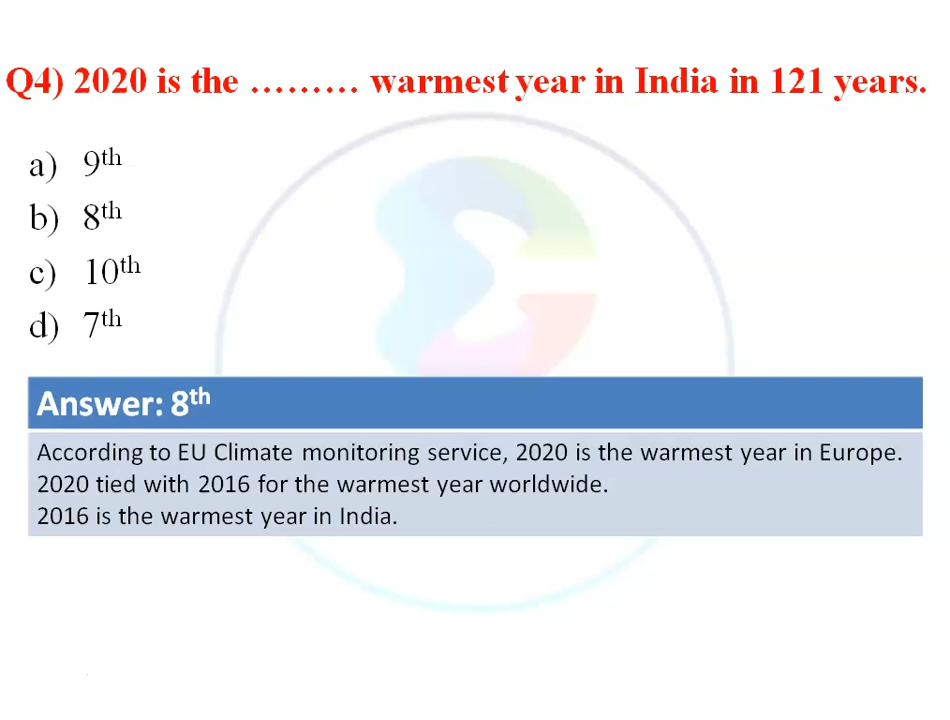 Q4) 2020 is the ……… warmest year in India in 121 years.
a) 9th
b) 8th
c) 10th
d) 7th
Answer: 8th
According to EU Climate monitoring service, 2020 is the warmest year in Europe.
2020 tied with 2016 for the warmest year worldwide.
2016 is the warmest year in India.